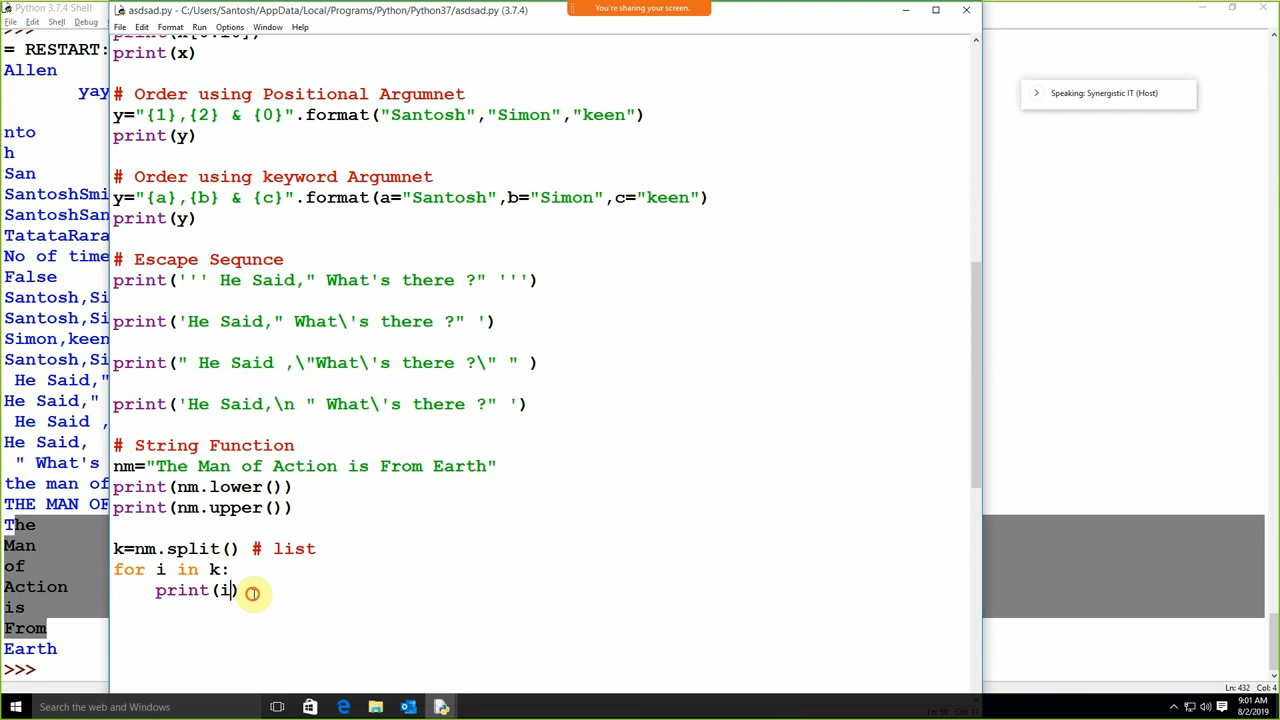 Python 3.7.4 Shell
File Edit Shell Debug
>>>
= RESTART:
Allen
yay
nto
h
San
SantoshSmi
SantoshSan
TatataRara
No of time
False
Santosh,Si
Santosh,Si
Simon,keen
Santosh,Si
He Said,"
He Said,"
He Said ,
He Said,
" What's
the man of
THE MAN OF
The
Man
of
Action
is
From
Earth
>>>
asdsad.py - C:/Users/Santosh/AppData/Local/Programs/Python/Python37/asdsad.py (3.7.4)
File Edit Format Run Options Window Help
print(x)
# Order using Positional Argumnet
y="{1},{2} & {0}".format("Santosh","Simon","keen")
print(y)
# Order using keyword Argumnet
y="{a},{b} & {c}".format(a="Santosh",b="Simon",c="keen")
print(y)
# Escape Sequnce
print(''' He Said," What's there ?" ''')
print('He Said," What\'s there ?" ')
print(" He Said ,\"What\'s there ?\" " )
print('He Said,\n " What\'s there ?" ')
# String Function
nm="The Man of Action is From Earth"
print(nm.lower())
print(nm.upper())
k=nm.split() # list
for i in k:
print(i)
You're sharing your screen.
Speaking: Synergistic IT (Host)
Ln: 432 Col: 4
Search the web and Windows
9:01 AM
8/2/2019